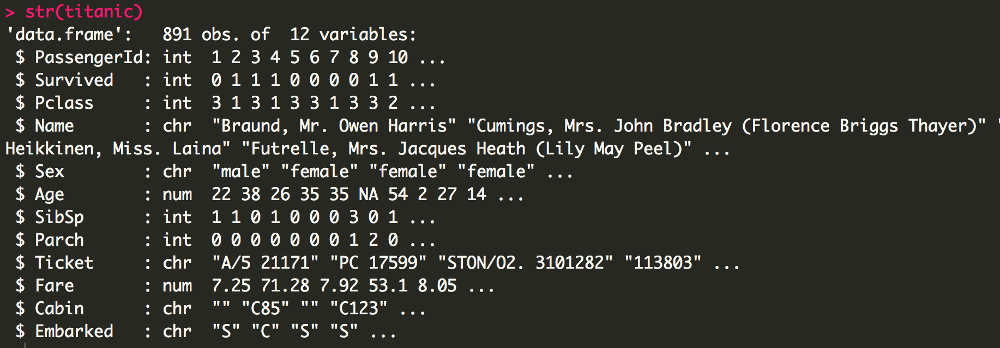 > str(titanic)
'data.frame':   891 obs. of  12 variables:
 $ PassengerId: int  1 2 3 4 5 6 7 8 9 10 ...
 $ Survived   : int  0 1 1 1 0 0 0 0 1 1 ...
 $ Pclass     : int  3 1 3 1 3 3 1 3 3 2 ...
 $ Name       : chr  "Braund, Mr. Owen Harris" "Cumings, Mrs. John Bradley (Florence Briggs Thayer)" "
Heikkinen, Miss. Laina" "Futrelle, Mrs. Jacques Heath (Lily May Peel)" ...
 $ Sex        : chr  "male" "female" "female" "female" ...
 $ Age        : num  22 38 26 35 35 NA 54 2 27 14 ...
 $ SibSp      : int  1 1 0 1 0 0 0 3 0 1 ...
 $ Parch      : int  0 0 0 0 0 0 0 1 2 0 ...
 $ Ticket     : chr  "A/5 21171" "PC 17599" "STON/O2. 3101282" "113803" ...
 $ Fare       : num  7.25 71.28 7.92 53.1 8.05 ...
 $ Cabin      : chr  "" "C85" "" "C123" ...
 $ Embarked   : chr  "S" "C" "S" "S" ...